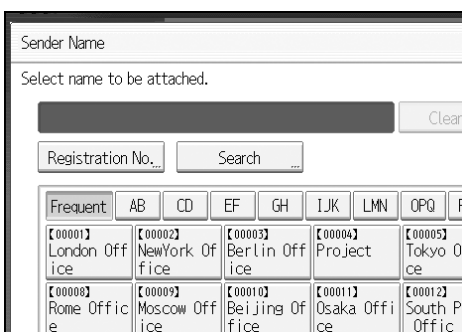 Sender Name
Select name to be attached.
Clear
Registration No.... Search ...
Frequent AB CD EF GH IJK LMN OPQ
【00001】 【00002】 【00003】 【00004】 【00005】
London Off NewYork Of Berlin Off Project Tokyo O
ice ffice ice ce
【00008】 【00009】 【00010】 【00011】 【00012】
Rome Offic Moscow Off Beijing Of Osaka Offi South P
e ice fice ce Offic